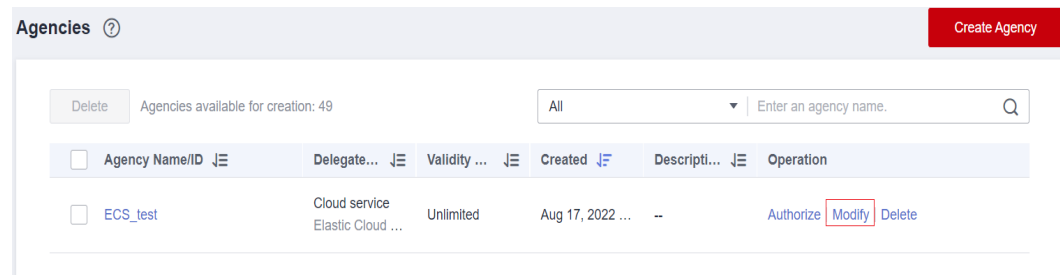 Agencies ?
Create Agency
Delete Agencies available for creation: 49
All Enter an agency name.
Agency Name/ID Delegate... Validity ... Created Descripti... Operation
ECS_test Cloud service Unlimited Aug 17, 2022 ... -- Authorize Modify Delete
Elastic Cloud ...